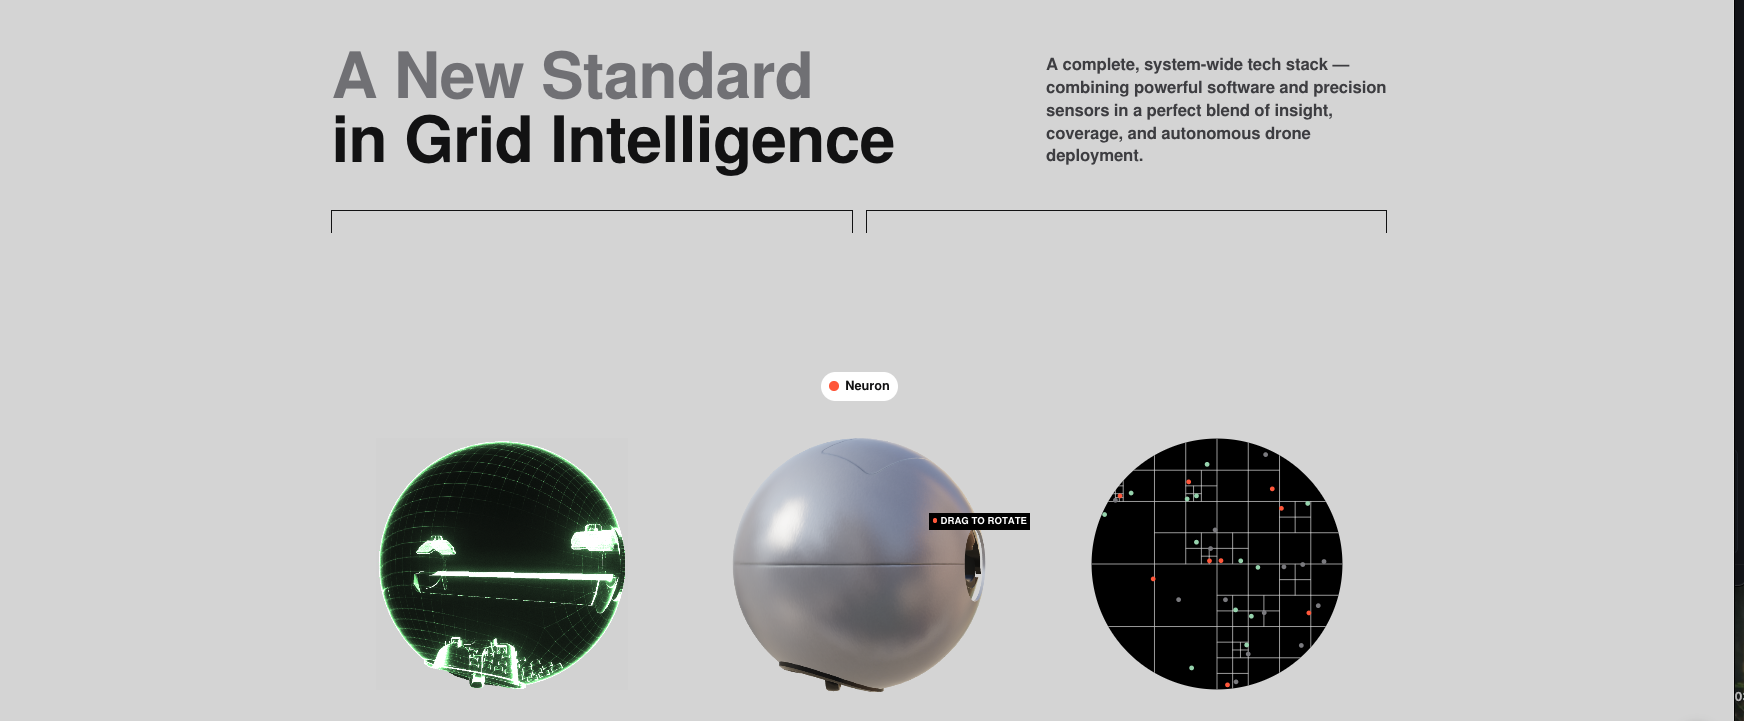 A New Standard
in Grid Intelligence
A complete, system-wide tech stack —
combining powerful software and precision
sensors in a perfect blend of insight,
coverage, and autonomous drone
deployment.
Neuron
DRAG TO ROTATE